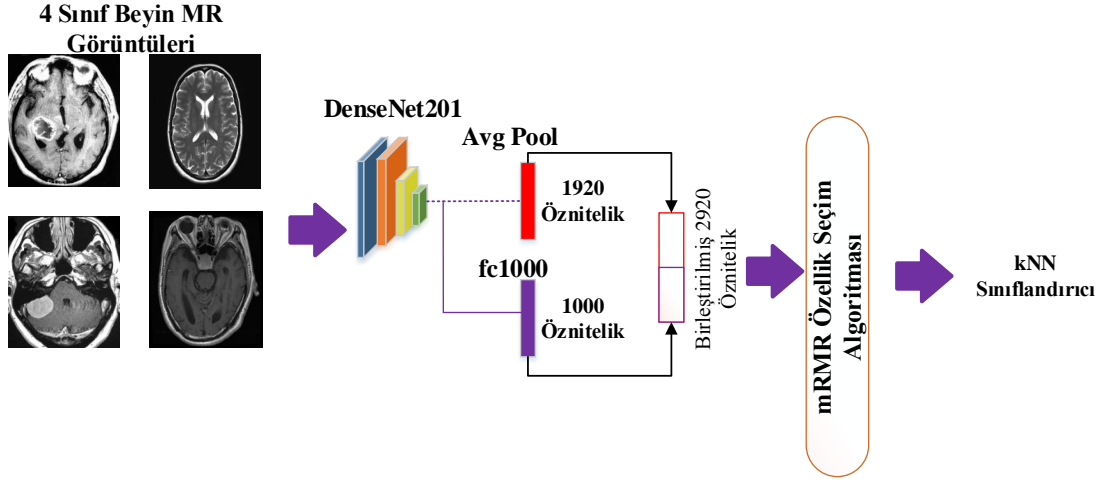 4 Sınıf Beyin MR
Görüntüleri
DenseNet201
Avg Pool
1920
Öznitelik
fc1000
1000
Öznitelik
Birleştirilmiş 2920
Öznitelik
mRMR Özellik Seçim
Algoritması
kNN
Sınıflandırıcı